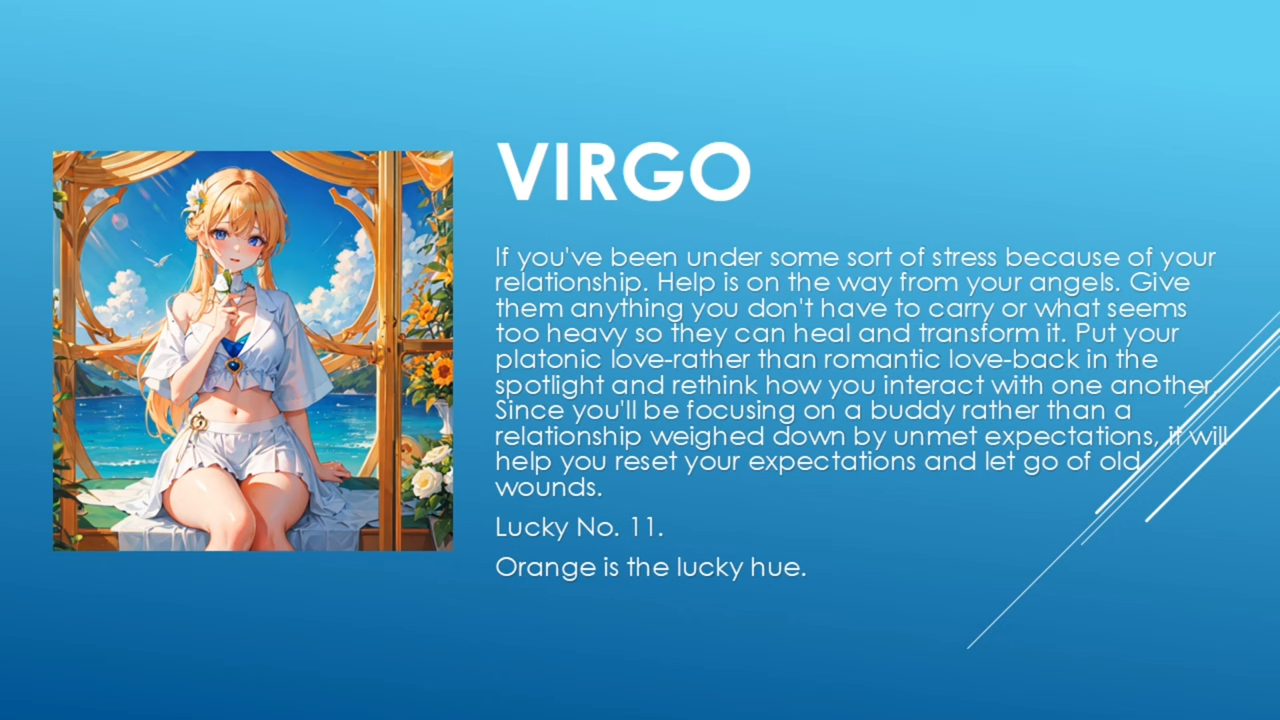 VIRGO
If you've been under some sort of stress because of your
relationship. Help is on the way from your angels. Give
them anything you don't have to carry or what seems
too heavy so they can heal and transform it. Put your
platonic love-rather than romantic love-back in the
spotlight and rethink how you interact with one another.
Since you'll be focusing on a buddy rather than a
relationship weighed down by unmet expectations, it will
help you reset your expectations and let go of old
wounds.
Lucky No. 11.
Orange is the lucky hue.